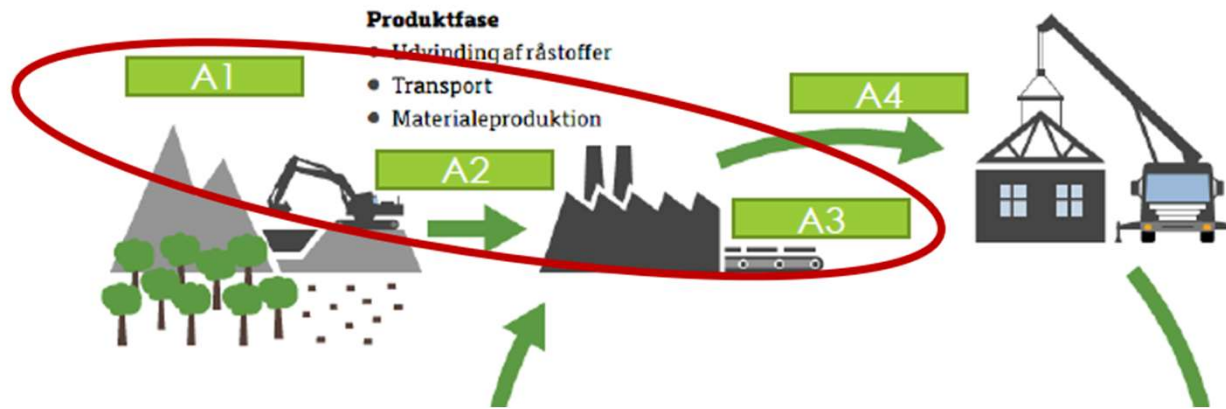 Produktfase
• Udvinding af råstoffer
• Transport
• Materialeproduktion
A1
A2
A3
A4